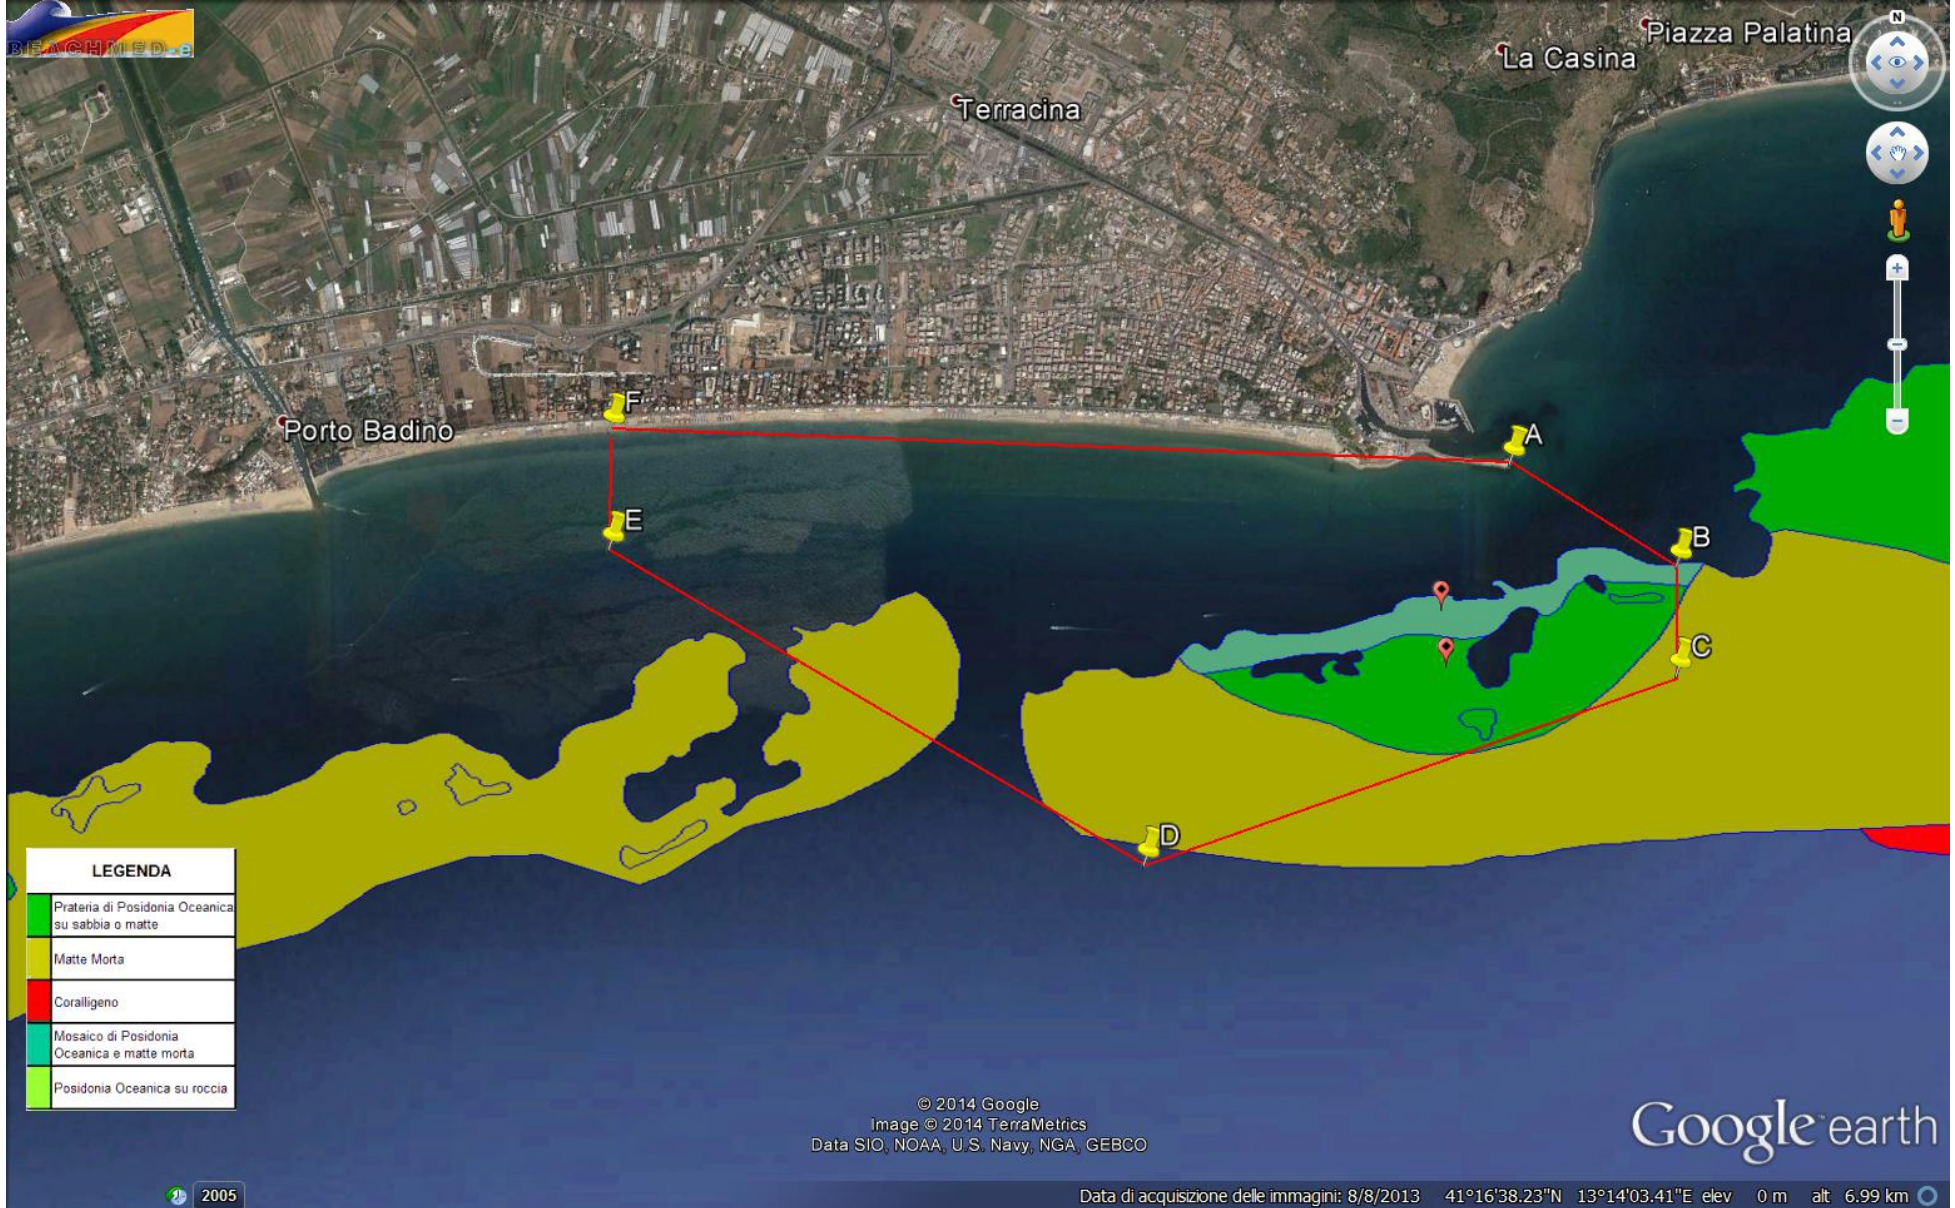 BEACHMED-e
N
Piazza Palatina
La Casina
Terracina
F
Porto Badino
A
E
B
C
D
LEGENDA
Prateria di Posidonia Oceanica
su sabbia o matte
Matte Morta
Coralligeno
Mosaico di Posidonia
Oceanica e matte morta
Posidonia Oceanica su roccia
© 2014 Google
Image © 2014 TerraMetrics
Data SIO, NOAA, U.S. Navy, NGA, GEBCO
Google earth
2005
Data di acquisizione delle immagini: 8/8/2013 41°16'38.23"N 13°14'03.41"E elev 0 m alt 6.99 km